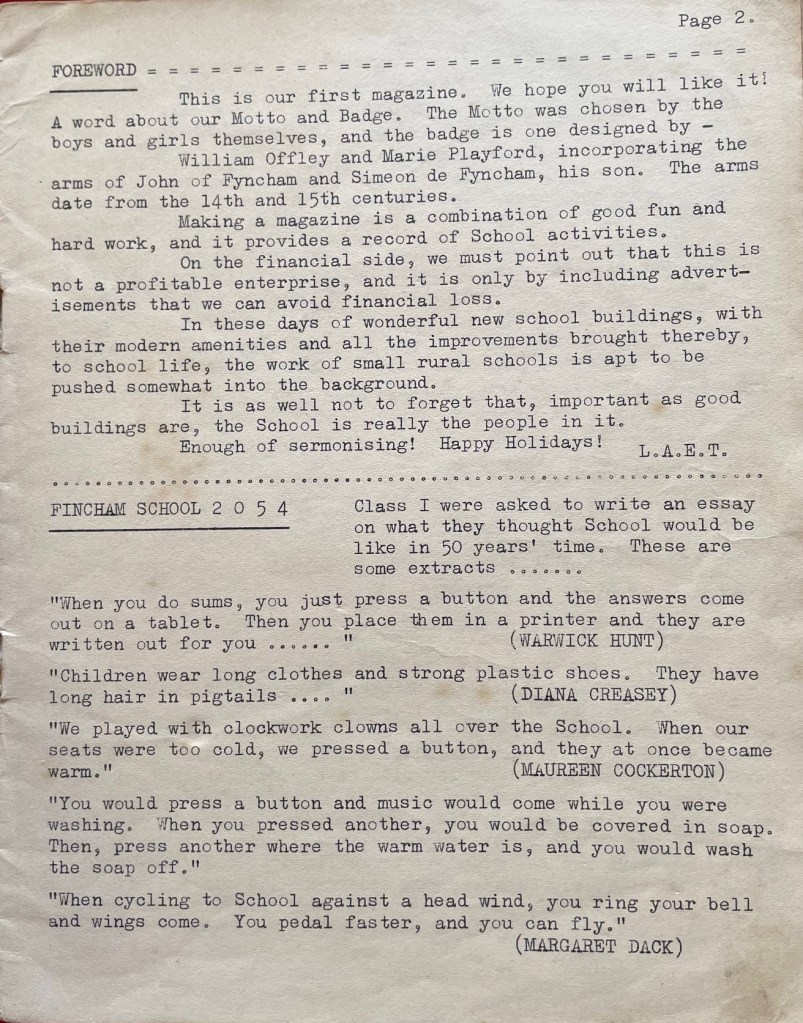 Page 2.
FOREWORD = = = = = = = = = = = = = = = = = = = = = = = = = = = =
This is our first magazine. We hope you will like it!
A word about our Motto and Badge. The Motto was chosen by the
boys and girls themselves, and the badge is one designed by -
William Offley and Marie Playford, incorporating the
arms of John of Fyncham and Simeon de Fyncham, his son. The arms
date from the 14th and 15th centuries.
Making a magazine is a combination of good fun and
hard work, and it provides a record of School activities.
On the financial side, we must point out that this is
not a profitable enterprise, and it is only by including advert-
isements that we can avoid financial loss.
In these days of wonderful new school buildings, with
their modern amenities and all the improvements brought thereby,
to school life, the work of small rural schools is apt to be
pushed somewhat into the background.
It is as well not to forget that, important as good
buildings are, the School is really the people in it.
Enough of sermonising! Happy Holidays!
L.A.E.T.
FINCHAM SCHOOL 2 0 5 4
Class I were asked to write an essay
on what they thought School would be
like in 50 years' time. These are
some extracts .......
"When you do sums, you just press a button and the answers come
out on a tablet. Then you place them in a printer and they are
written out for you ...... " (WARWICK HUNT)
"Children wear long clothes and strong plastic shoes. They have
long hair in pigtails .... " (DIANA CREASEY)
"We played with clockwork clowns all over the School. When our
seats were too cold, we pressed a button, and they at once became
warm." (MAUREEN COCKERTON)
"You would press a button and music would come while you were
washing. When you pressed another, you would be covered in soap.
Then, press another where the warm water is, and you would wash
the soap off."
"When cycling to School against a head wind, you ring your bell
and wings come. You pedal faster, and you can fly."
(MARGARET DACK)